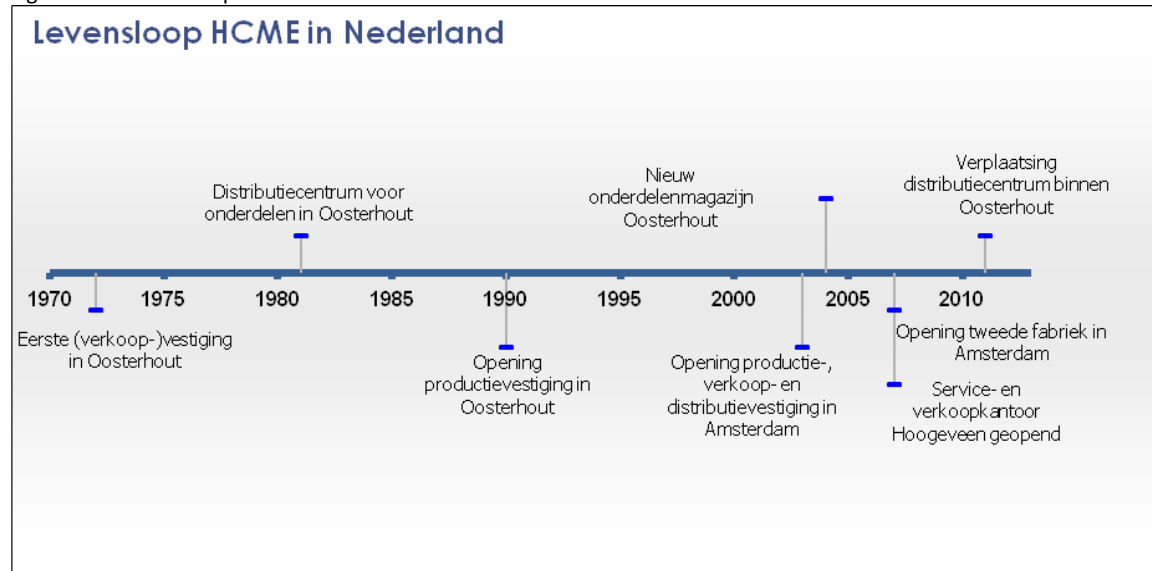 Levensloop HCME in Nederland
Distributiecentrum voor
onderdelen in Oosterhout
Nieuw
onderdelenmagazijn
Oosterhout
Verplaatsing
distributiecentrum binnen
Oosterhout
1970 1975 1980 1985 1990 1995 2000 2005 2010
Eerste (verkoop-)vestiging
in Oosterhout
Opening
productievestiging in
Oosterhout
Opening productie-,
verkoop- en
distributievestiging in
Amsterdam
Opening tweede fabriek in
Amsterdam
Service- en
verkoopkantoor
Hoogeveen geopend